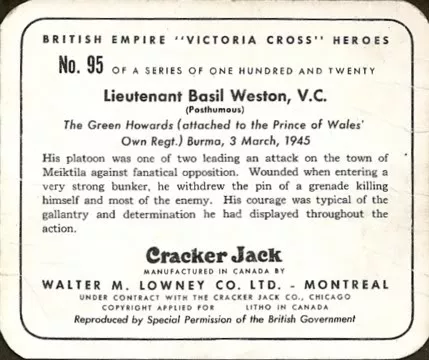 BRITISH EMPIRE "VICTORIA CROSS" HEROES
No. 95 OF A SERIES OF ONE HUNDRED AND TWENTY
Lieutenant Basil Weston, V.C.
(Posthumous)
The Green Howards (attached to the Prince of Wales'
Own Regt.) Burma, 3 March, 1945
His platoon was one of two leading an attack on the town of
Meiktila against fanatical opposition. Wounded when entering a
very strong bunker, he withdrew the pin of a grenade killing
himself and most of the enemy. His courage was typical of the
gallantry and determination he had displayed throughout the
action.
Cracker Jack
MANUFACTURED IN CANADA BY
WALTER M. LOWNEY CO. LTD. - MONTREAL
UNDER CONTRACT WITH THE CRACKER JACK CO., CHICAGO
COPYRIGHT APPLIED FOR LITHO IN CANADA
Reproduced by Special Permission of the British Government